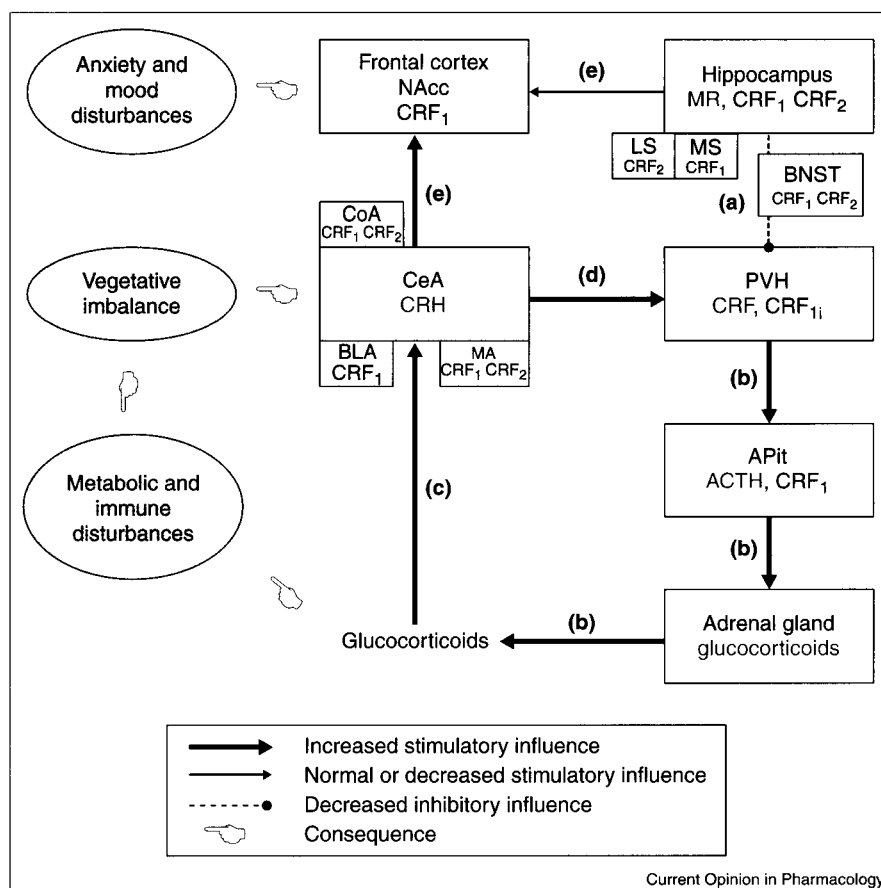 Anxiety and
mood
disturbances
Frontal cortex
NAcc
CRF₁
(e)
Hippocampus
MR, CRF₁ CRF₂
LS
CRF₂
MS
CRF₁
(a)
BNST
CRF₁ CRF₂
(e)
CoA
CRF₁ CRF₂
Vegetative
imbalance
CeA
CRH
(d)
PVH
CRF, CRF₁ᵢ
BLA
CRF₁
MA
CRF₁ CRF₂
(b)
Metabolic and
immune
disturbances
(c)
APit
ACTH, CRF₁
(b)
Glucocorticoids
(b)
Adrenal gland
glucocorticoids
Increased stimulatory influence
Normal or decreased stimulatory influence
Decreased inhibitory influence
Consequence
Current Opinion in Pharmacology